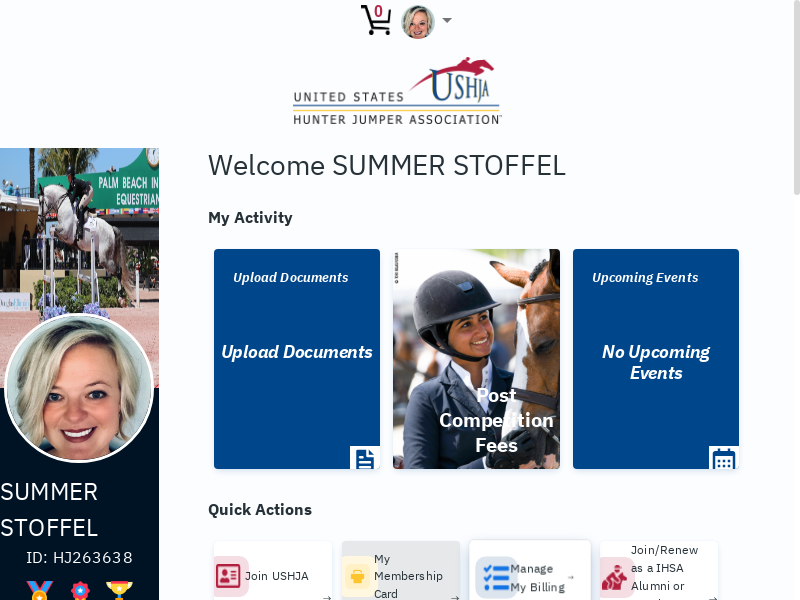 0
USHJA
UNITED STATES
HUNTER JUMPER ASSOCIATION
PALM BEACH IN
EQUESTRIAN
Welcome SUMMER STOFFEL
My Activity
Upload Documents
Upcoming Events
Upload Documents
No Upcoming
Events
Post
Competition
Fees
SUMMER
STOFFEL
ID: HJ263638
Quick Actions
Join USHJA
My
Membership
Card
Manage
My Billing
Join/Renew
as a IHSA
Alumni or